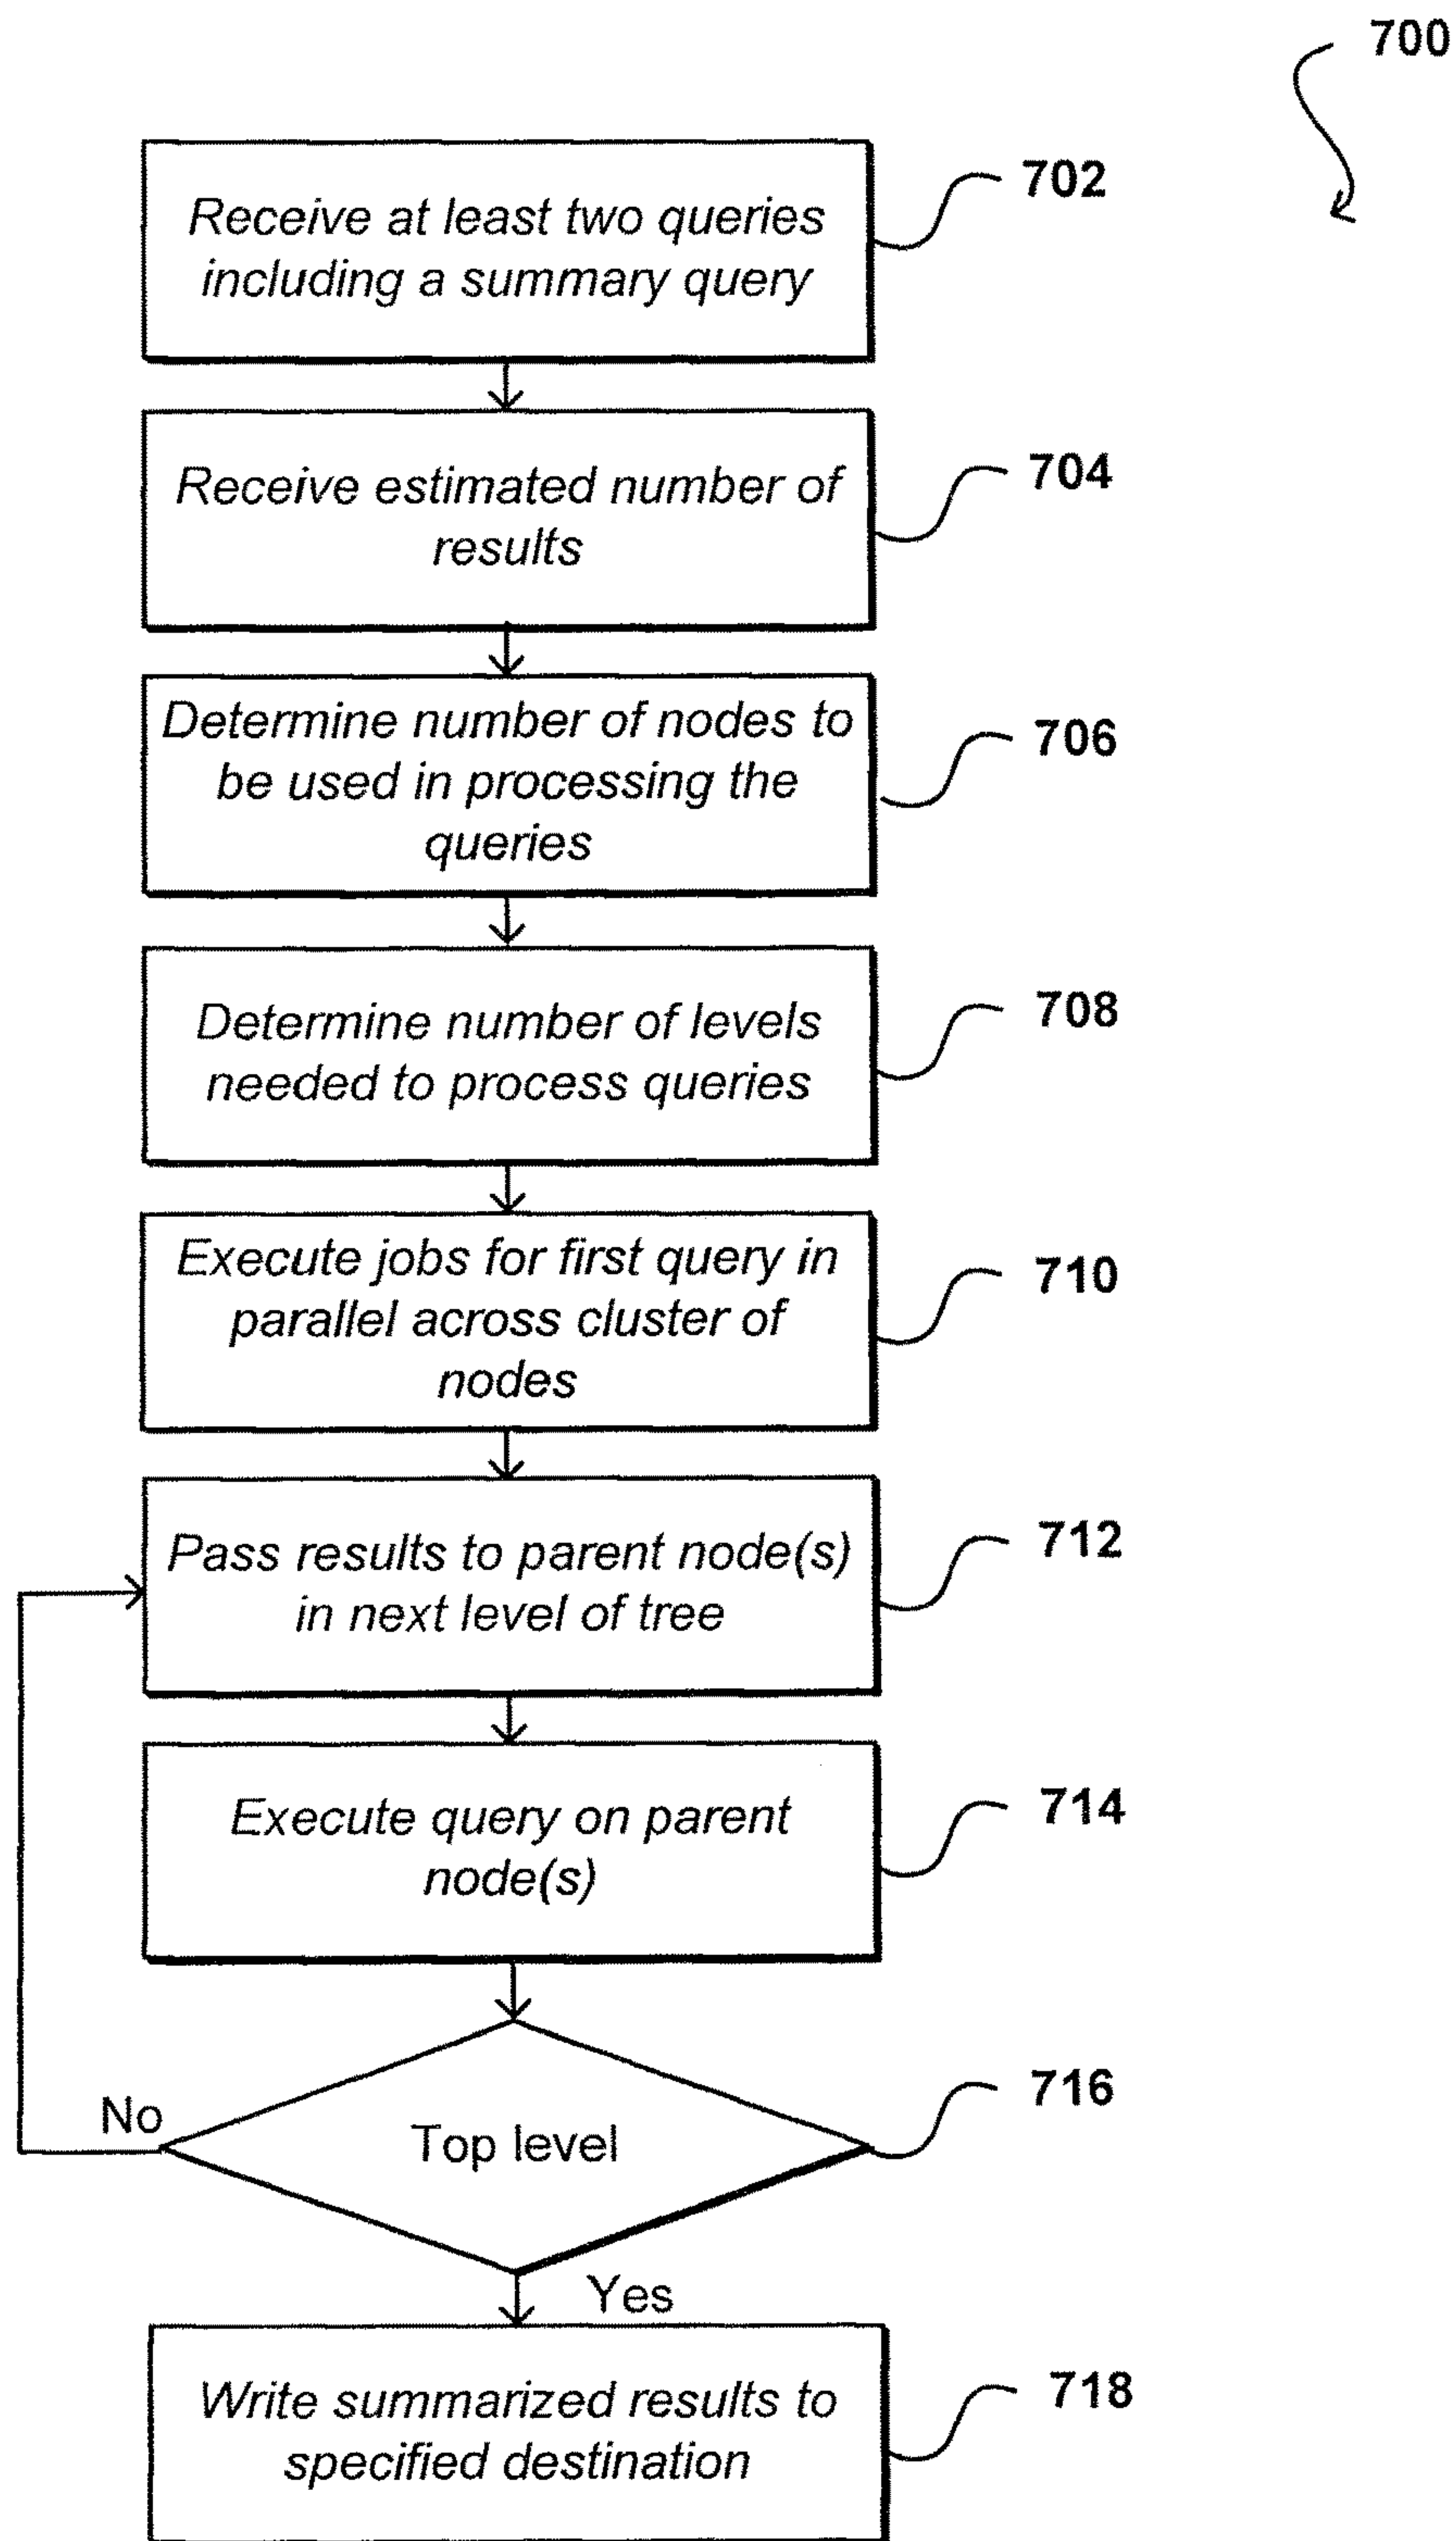 700
Receive at least two queries
including a summary query
702
Receive estimated number of
results
704
Determine number of nodes to
be used in processing the
queries
706
Determine number of levels
needed to process queries
708
Execute jobs for first query in
parallel across cluster of
nodes
710
Pass results to parent node(s)
in next level of tree
712
Execute query on parent
node(s)
714
Top level
716
No
Yes
Write summarized results to
specified destination
718